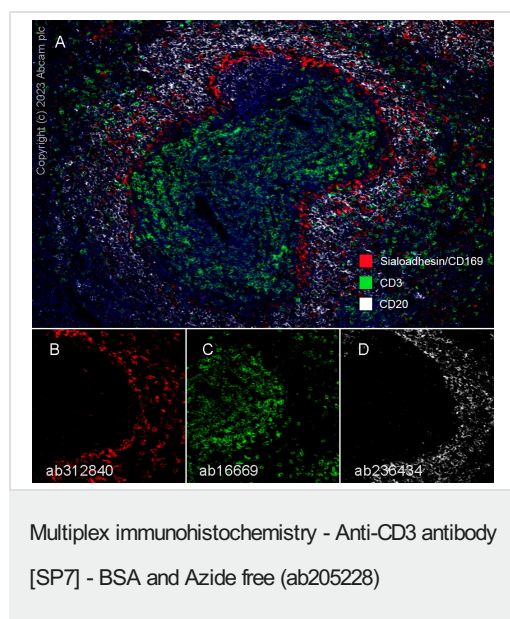 Copyright (c) 2023 Abcam plc
A
Sialoadhesin/CD169
CD3
CD20
B
ab312840
C
ab16669
D
ab236434
Multiplex immunohistochemistry - Anti-CD3 antibody
[SP7] - BSA and Azide free (ab205228)